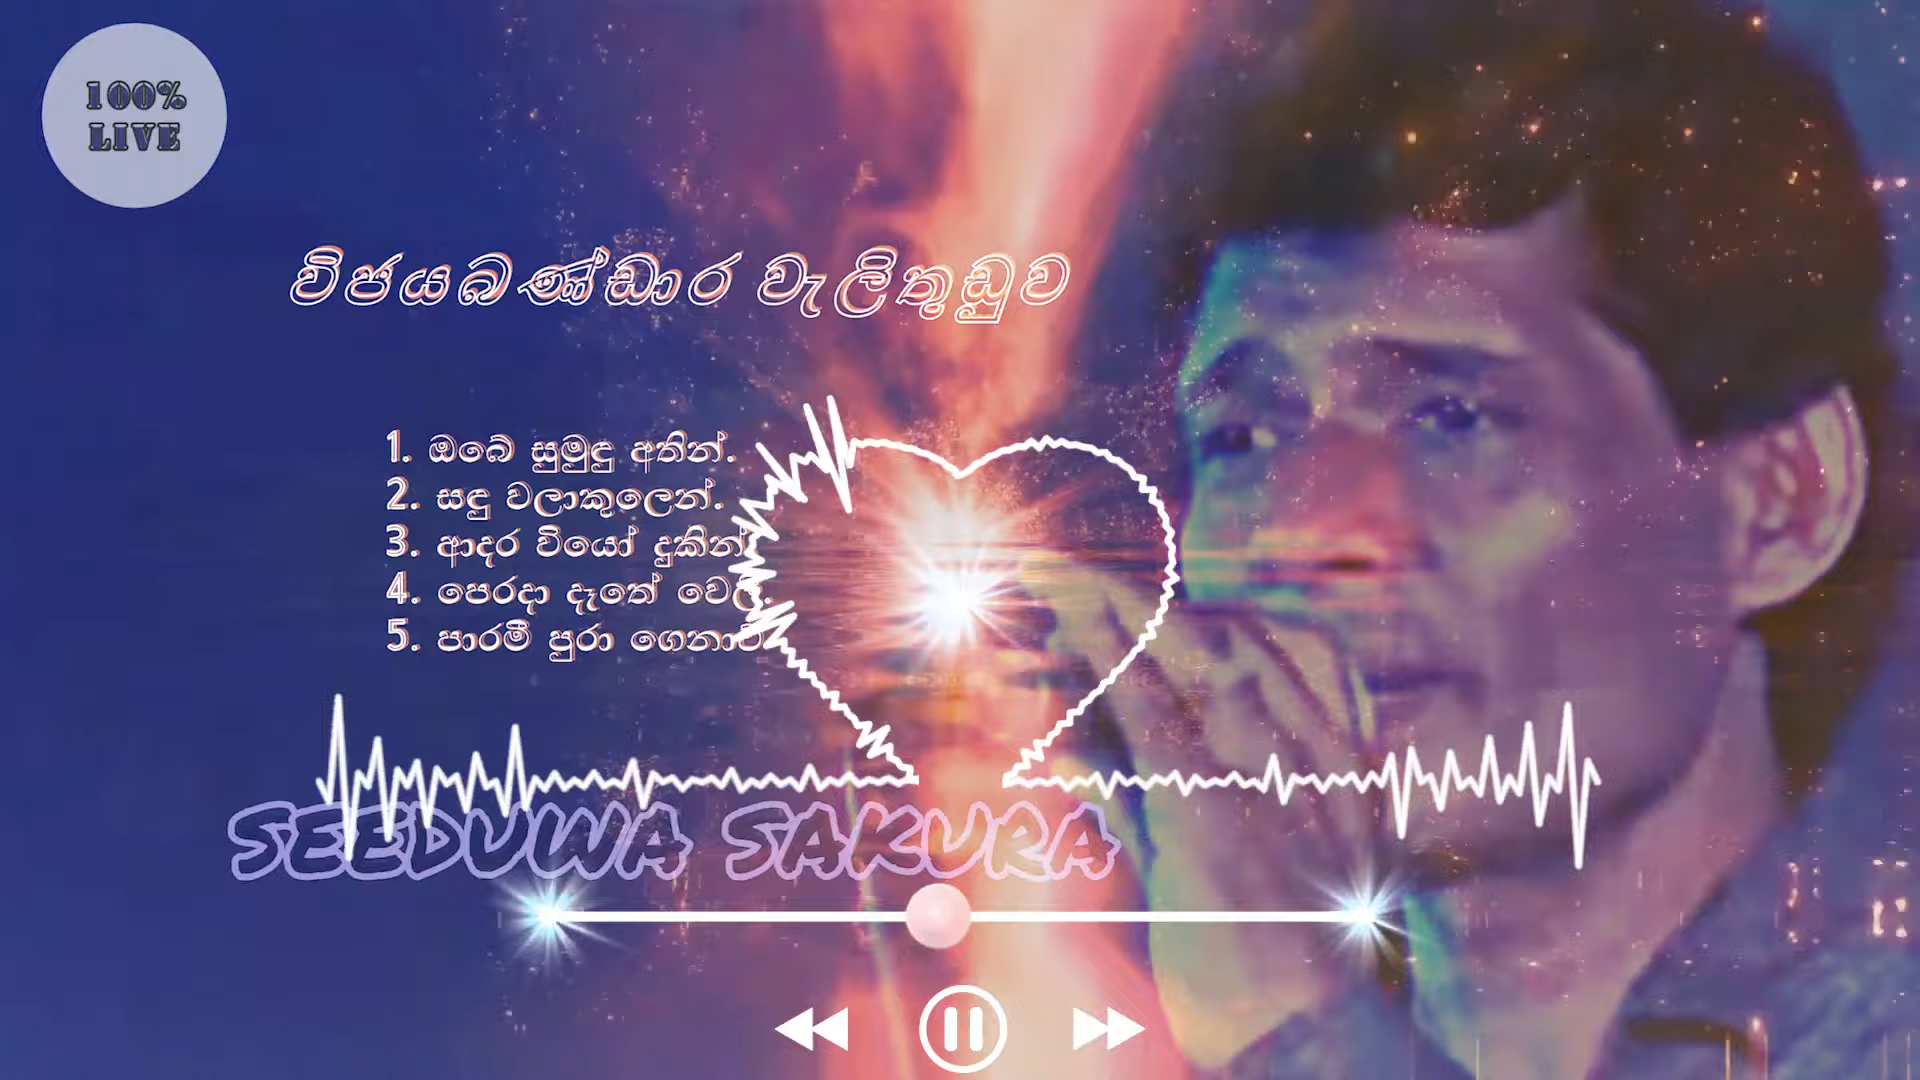 100%
LIVE
විජයබණ්ඩාර වැලිතුඩුව
1. ඔබේ සුමුදු අතින්.
2. සඳු වලාකුලෙන්.
3. ආදර වියෝ දුකින්
4. පෙරදා දෑතේ
5. පාරමී පුරා
SEEDUWA SAKURA